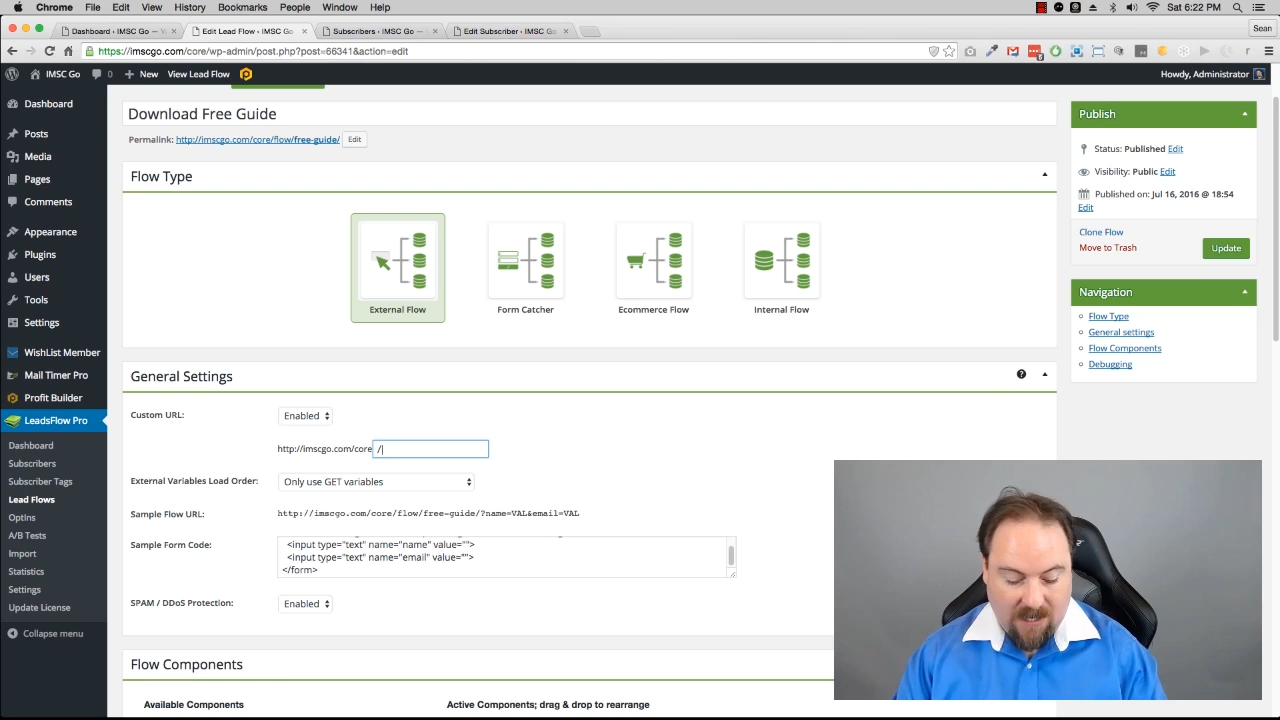 Chrome File Edit View History Bookmarks People Window Help Sat 6:22 PM
Dashboard ‹ IMSC Go — Edit Lead Flow ‹ IMSC Go Subscribers ‹ IMSC Go — Edit Subscriber ‹ IMSC Go Sean
https://imscgo.com/core/wp-admin/post.php?post=66341&action=edit
IMSC Go 0 New View Lead Flow Howdy, Administrator
Dashboard
Posts
Media
Pages
Comments
Appearance
Plugins
Users
Tools
Settings
WishList Member
Mail Timer Pro
Profit Builder
LeadsFlow Pro
Dashboard
Subscribers
Subscriber Tags
Lead Flows
OptIns
A/B Tests
Import
Statistics
Settings
Update License
Collapse menu
Download Free Guide
Permalink: http://imscgo.com/core/flow/free-guide/ Edit
Flow Type
External Flow Form Catcher Ecommerce Flow Internal Flow
General Settings
Custom URL: Enabled
http://imscgo.com/core /
External Variables Load Order: Only use GET variables
Sample Flow URL: http://imscgo.com/core/flow/free-guide/?name=VAL&email=VAL
Sample Form Code: <input type="text" name="name" value="">
<input type="text" name="email" value="">
</form>
SPAM / DDoS Protection: Enabled
Flow Components
Available Components Active Components; drag & drop to rearrange
Publish
Status: Published Edit
Visibility: Public Edit
Published on: Jul 16, 2016 @ 18:54
Edit
Clone Flow
Move to Trash Update
Navigation
Flow Type
General settings
Flow Components
Debugging